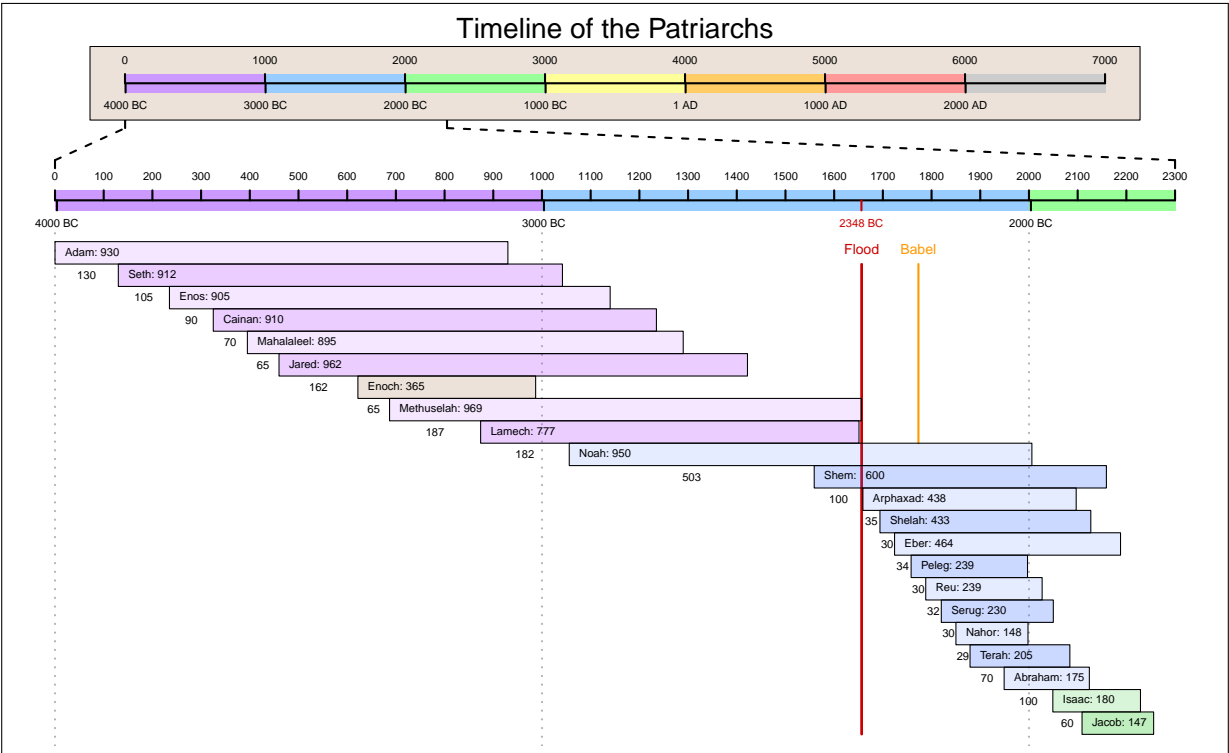 Timeline of the Patriarchs
0 1000 2000 3000 4000 5000 6000 7000
4000 BC 3000 BC 2000 BC 1000 BC 1 AD 1000 AD 2000 AD
0 100 200 300 400 500 600 700 800 900 1000 1100 1200 1300 1400 1500 1600 1700 1800 1900 2000 2100 2200 2300
4000 BC 3000 BC 2348 BC 2000 BC
Flood Babel
Adam: 930
130 Seth: 912
105 Enos: 905
90 Cainan: 910
70 Mahalaleel: 895
65 Jared: 962
162 Enoch: 365
65 Methuselah: 969
187 Lamech: 777
182 Noah: 950
503 Shem: 600
100 Arphaxad: 438
35 Shelah: 433
30 Eber: 464
34 Peleg: 239
30 Reu: 239
32 Serug: 230
30 Nahor: 148
29 Terah: 205
70 Abraham: 175
100 Isaac: 180
60 Jacob: 147